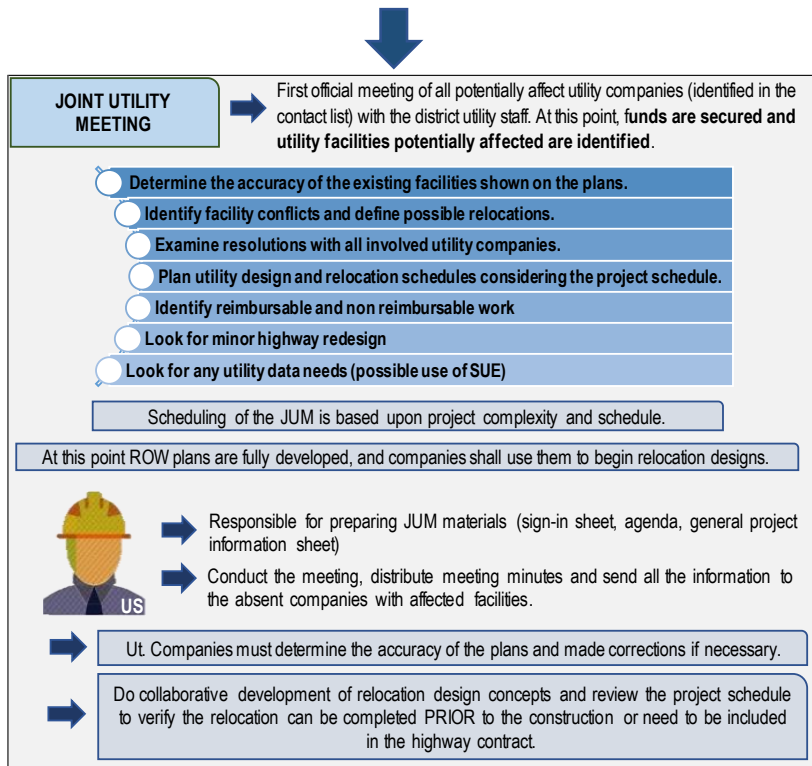 JOINT UTILITY
MEETING
First official meeting of all potentially affect utility companies (identified in the
contact list) with the district utility staff. At this point, funds are secured and
utility facilities potentially affected are identified.
Determine the accuracy of the existing facilities shown on the plans.
Identify facility conflicts and define possible relocations.
Examine resolutions with all involved utility companies.
Plan utility design and relocation schedules considering the project schedule.
Identify reimbursable and non reimbursable work
Look for minor highway redesign
Look for any utility data needs (possible use of SUE)
Scheduling of the JUM is based upon project complexity and schedule.
At this point ROW plans are fully developed, and companies shall use them to begin relocation designs.
Responsible for preparing JUM materials (sign-in sheet, agenda, general project
information sheet)
Conduct the meeting, distribute meeting minutes and send all the information to
the absent companies with affected facilities.
US
Ut. Companies must determine the accuracy of the plans and made corrections if necessary.
Do collaborative development of relocation design concepts and review the project schedule
to verify the relocation can be completed PRIOR to the construction or need to be included
in the highway contract.